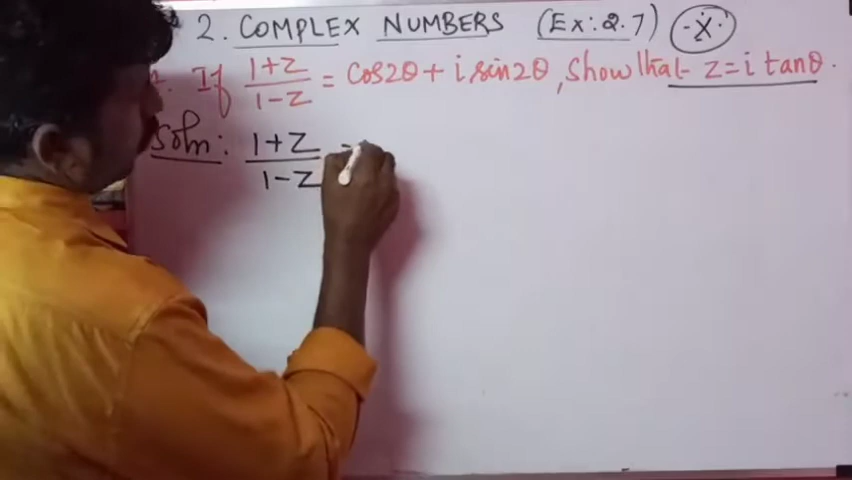 2. COMPLEX NUMBERS (Ex: 2.7) X
If (1+Z)/(1-Z) = cos2θ + i sin2θ, show that z = i tanθ.
Soln: (1+Z)/(1-Z) =